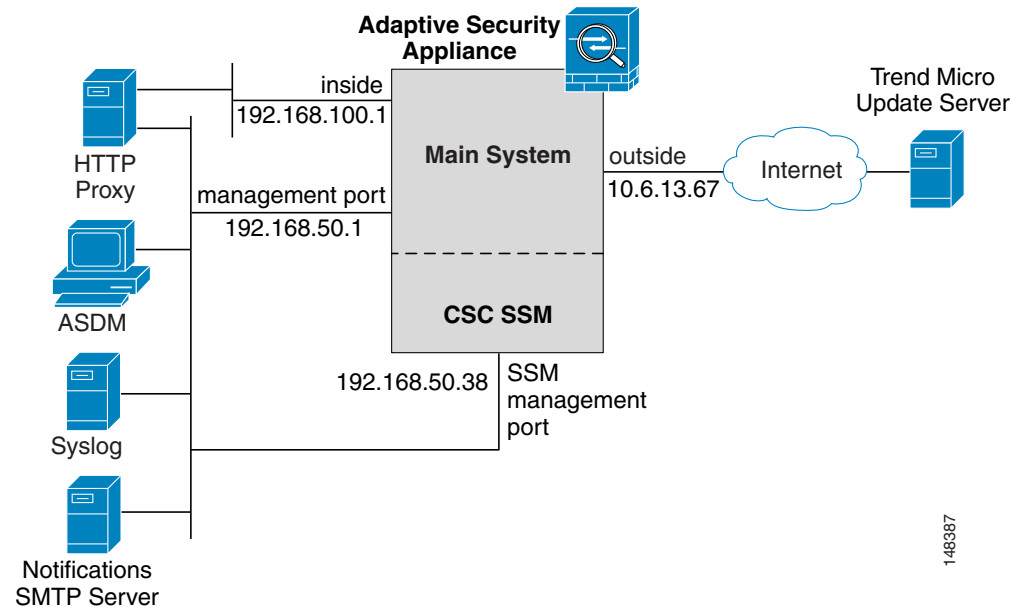 Adaptive Security
Appliance
Trend Micro
Update Server
inside
192.168.100.1
HTTP
Proxy
Main System
outside
10.6.13.67
Internet
management port
192.168.50.1
ASDM
CSC SSM
192.168.50.38
SSM
management
port
Syslog
Notifications
SMTP Server
148387